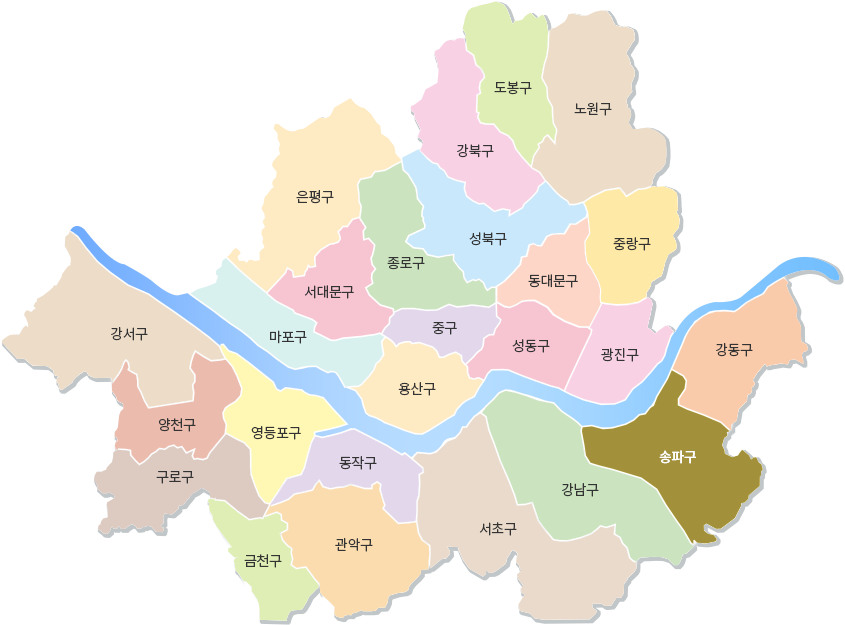 도봉구
노원구
강북구
은평구
성북구
중랑구
종로구
동대문구
서대문구
중구
강서구
마포구
성동구
광진구
강동구
용산구
양천구
영등포구
송파구
동작구
구로구
강남구
서초구
관악구
금천구